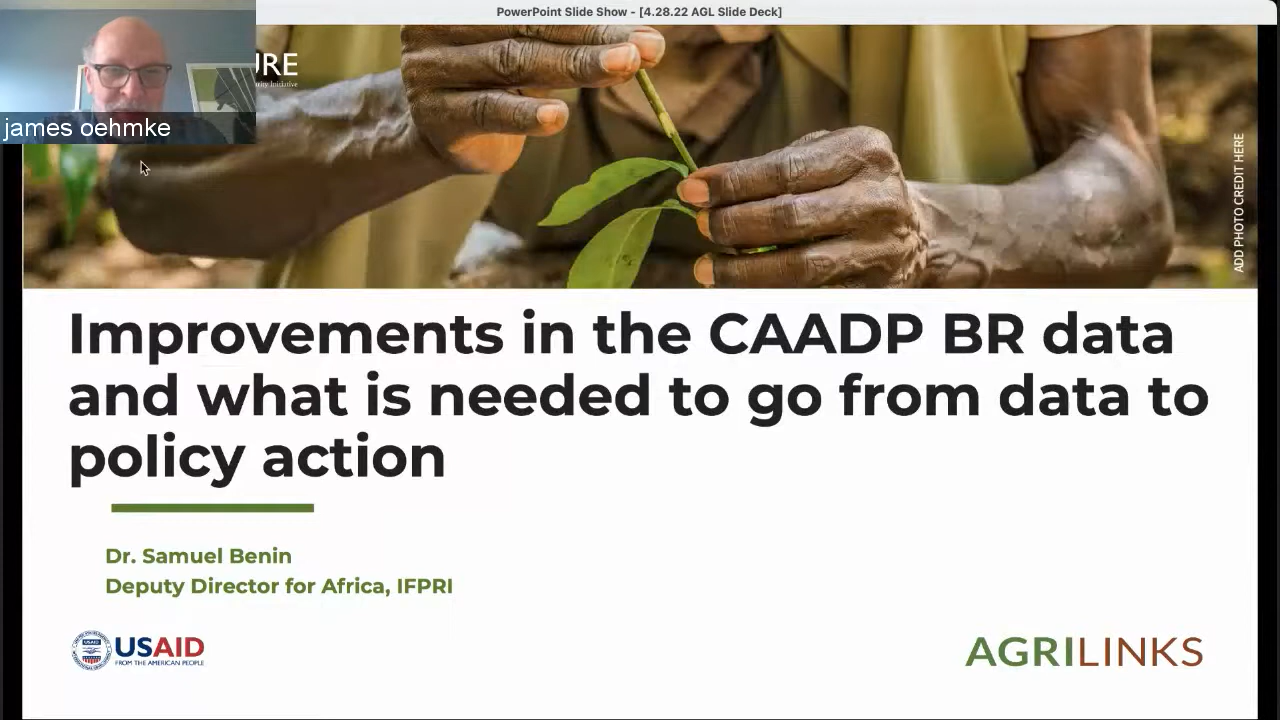 PowerPoint Slide Show - [4.28.22 AGL Slide Deck]
URE
james oehmke
ADD PHOTO CREDIT HERE
Improvements in the CAADP BR data
and what is needed to go from data to
policy action
Dr. Samuel Benin
Deputy Director for Africa, IFPRI
USAID
FROM THE AMERICAN PEOPLE
AGRILINKS